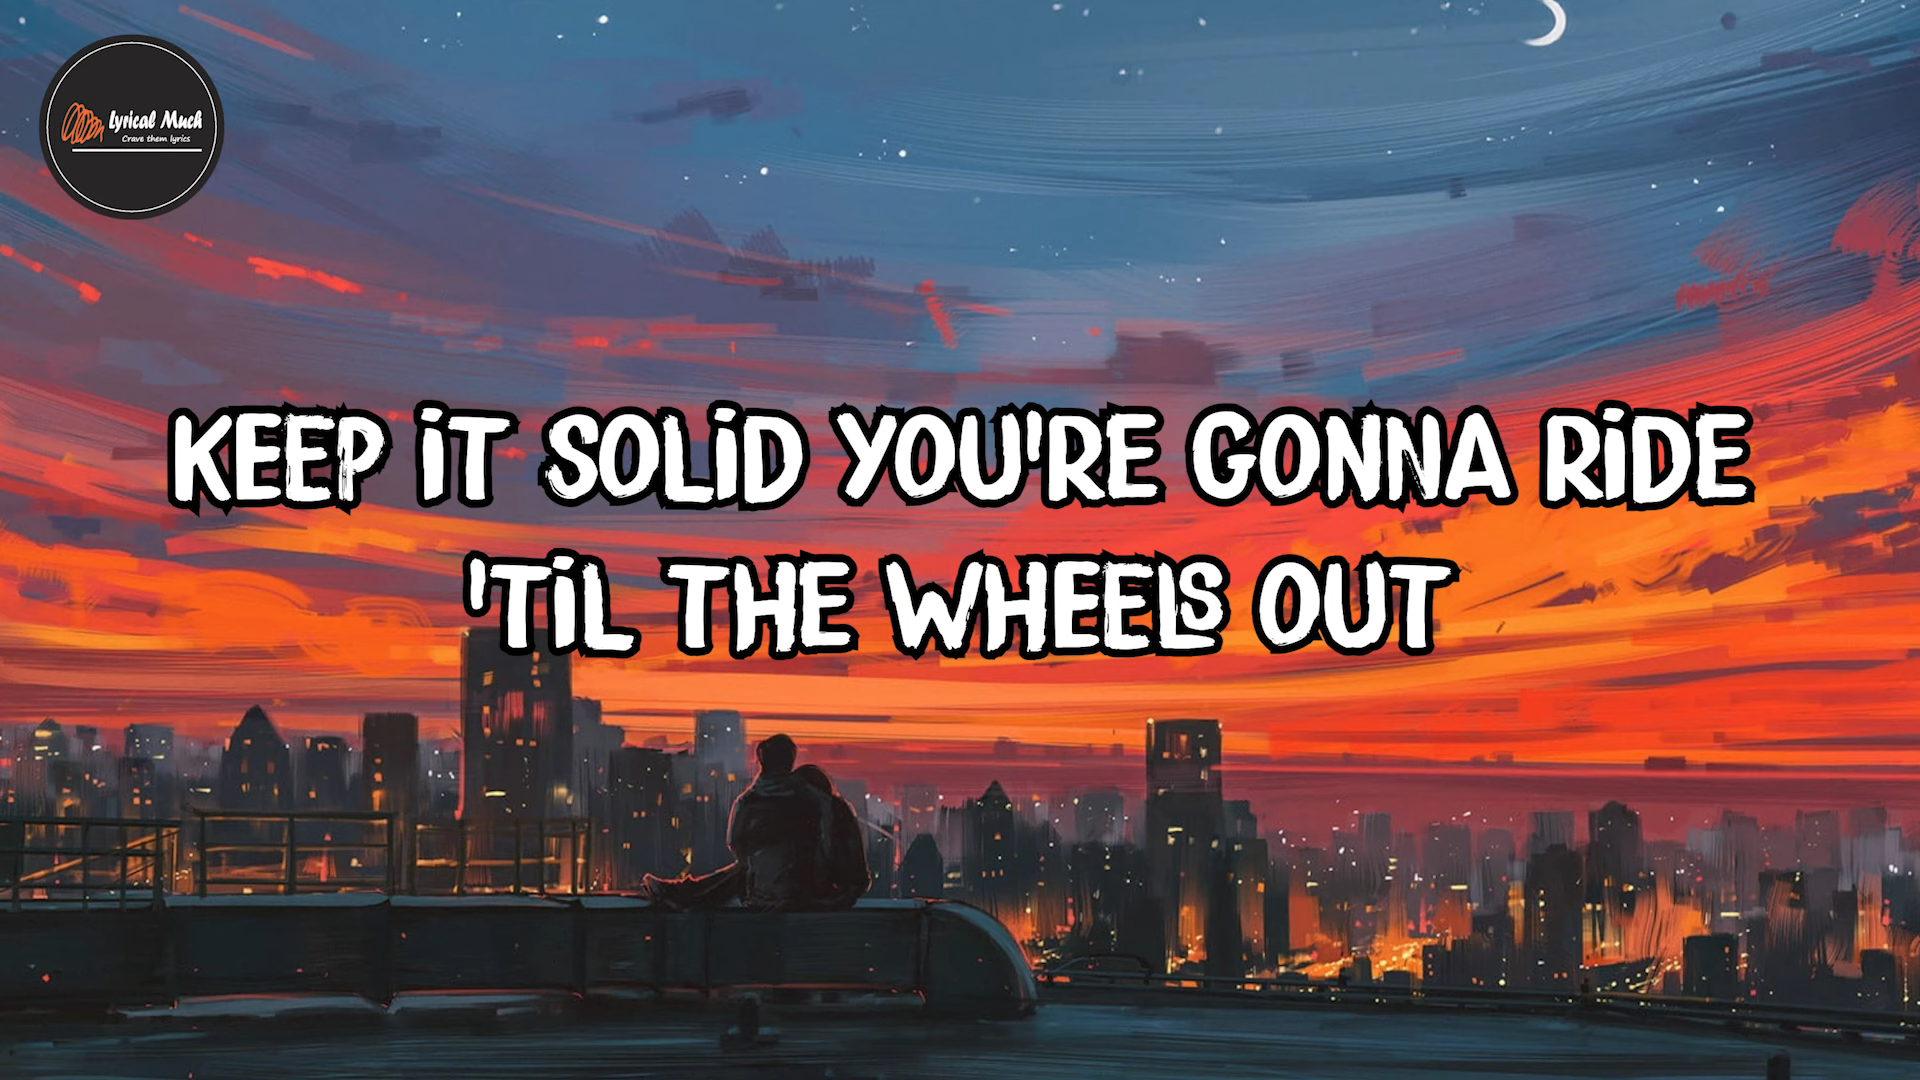 Lyrical Much
Crave them lyrics
KEEP IT SOLID YOU'RE GONNA RIDE
'TIL THE WHEELS OUT